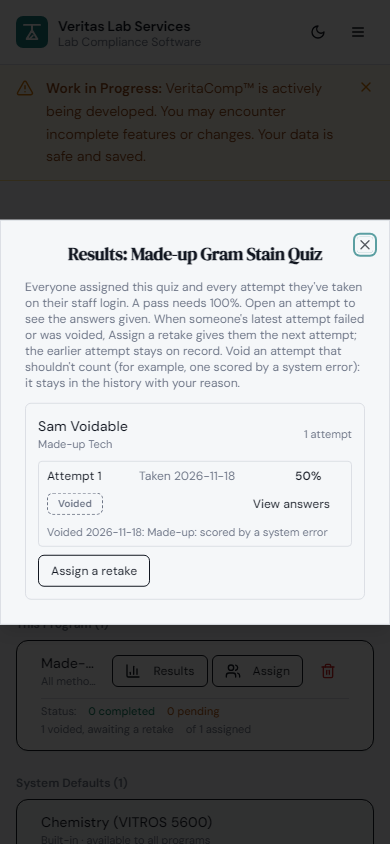 Veritas Lab Services
Lab Compliance Software
Work in Progress: VeritaComp™ is actively
being developed. You may encounter
incomplete features or changes. Your data is
safe and saved.
Results: Made-up Gram Stain Quiz
Everyone assigned this quiz and every attempt they've taken
on their staff login. A pass needs 100%. Open an attempt to
see the answers given. When someone's latest attempt failed
or was voided, Assign a retake gives them the next attempt;
the earlier attempt stays on record. Void an attempt that
shouldn't count (for example, one scored by a system error):
it stays in the history with your reason.
Sam Voidable
Made-up Tech
1 attempt
Attempt 1 Taken 2026-11-18 50%
Voided View answers
Voided 2026-11-18: Made-up: scored by a system error
Assign a retake
This Program (1)
Made-...
All metho...
Results Assign
Status: 0 completed 0 pending
1 voided, awaiting a retake of 1 assigned
System Defaults (1)
Chemistry (VITROS 5600)
Built-in · available to all programs